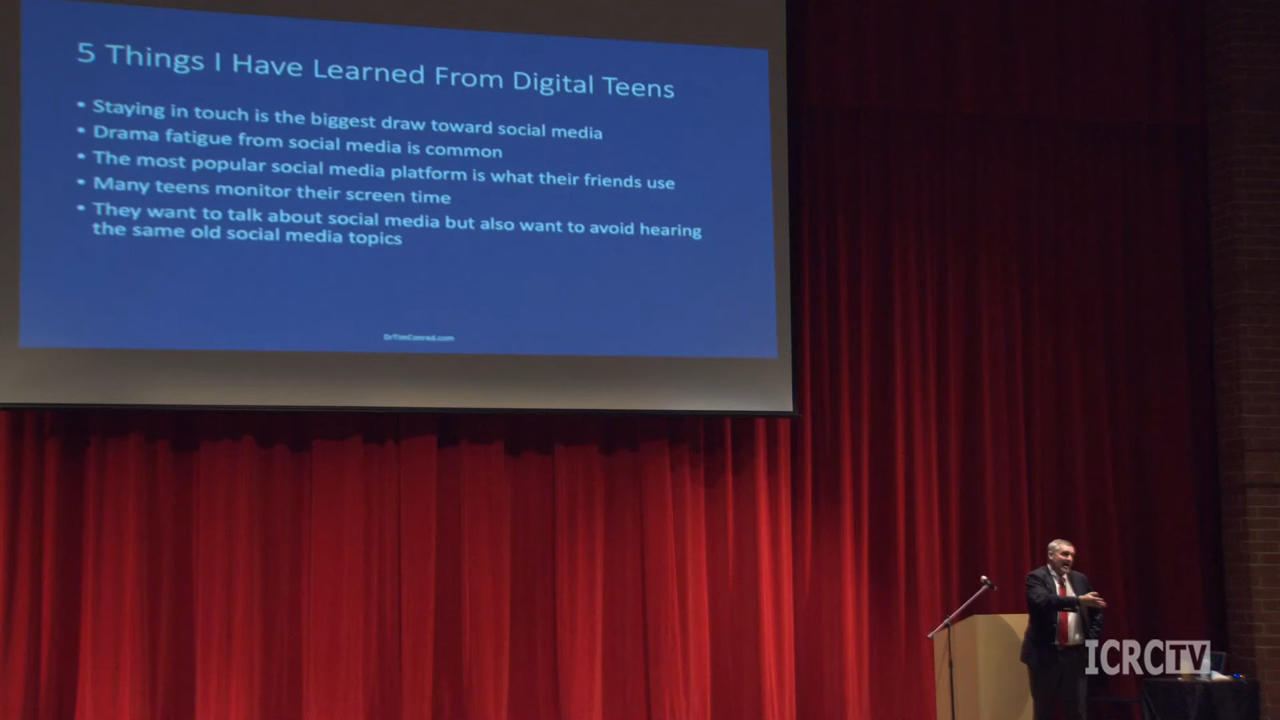 5 Things I Have Learned From Digital Teens
• Staying in touch is the biggest draw toward social media
• Drama fatigue from social media is common
• The most popular social media platform is what their friends use
• Many teens monitor their screen time
• They want to talk about social media but also want to avoid hearing
the same old social media topics
DrTimConrad.com
ICRCTV